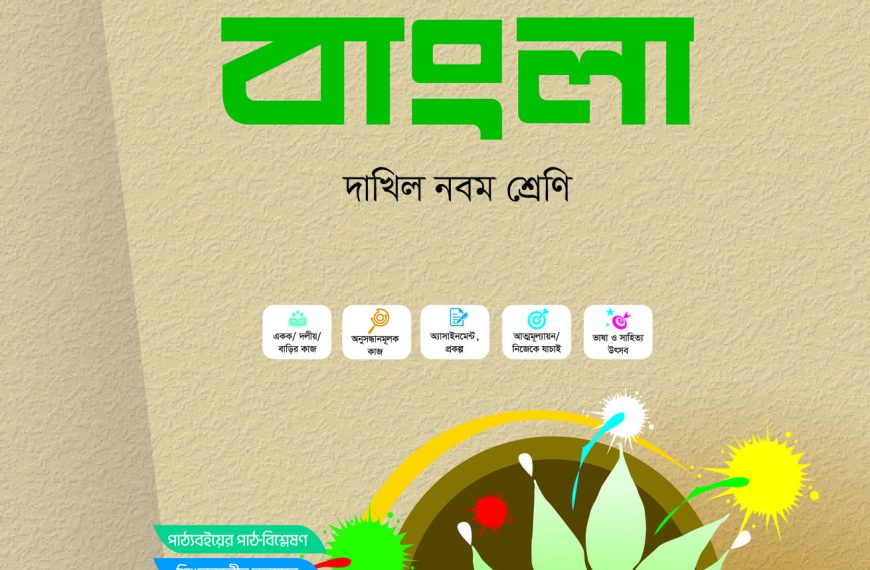 বাংলা
দাখিল নবম শ্রেণি
একক/ দলীয়/
বাড়ির কাজ
অনুসন্ধানমূলক
কাজ
অ্যাসাইনমেন্ট,
প্রকল্প
আত্মমূল্যায়ন/
নিজেকে যাচাই
ভাষা ও সাহিত্য
উৎসব
পাঠ্যবইয়ের পাঠ-বিশ্লেষণ